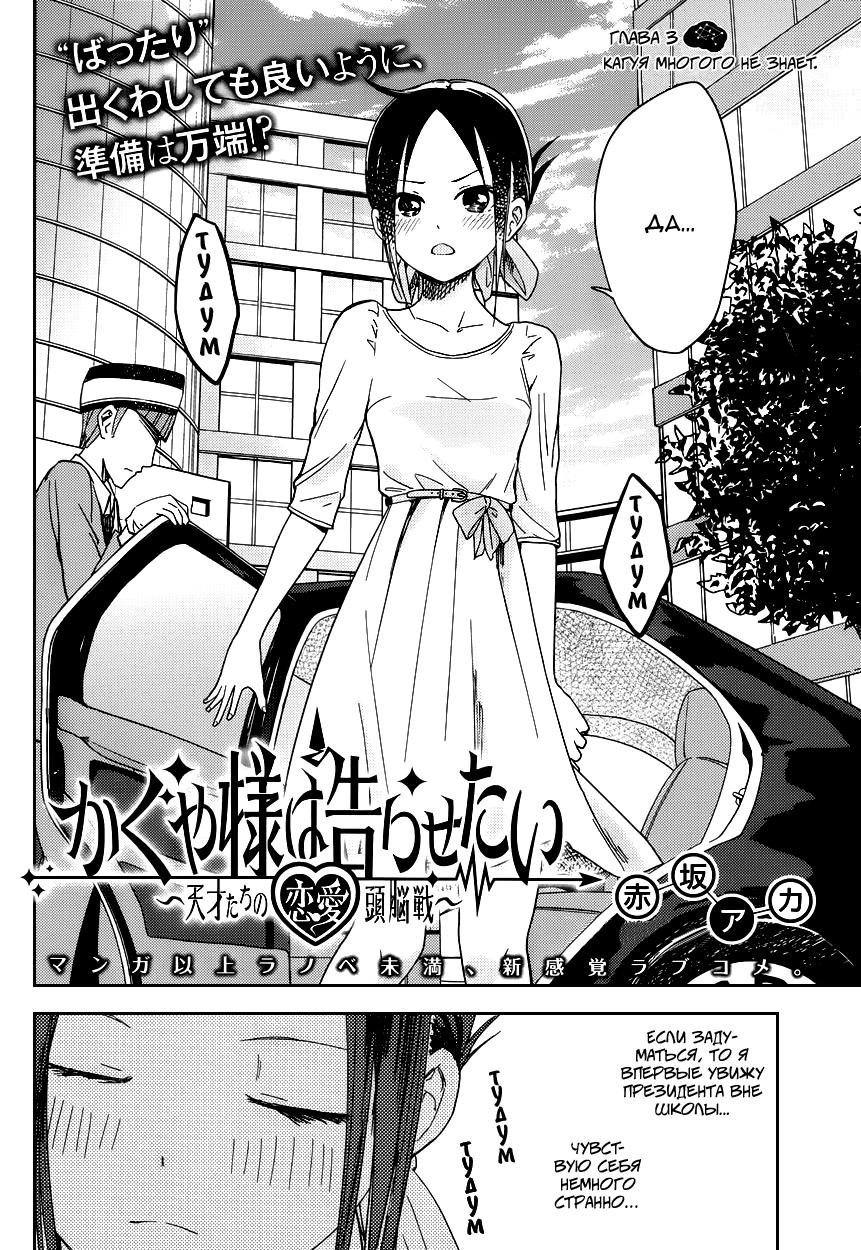 “ばったり”
出くわしても良いように、
準備は万端!?
ГЛАВА 3
КАГУЯ МНОГОГО НЕ ЗНАЕТ.
ДА...
ТУДУМ
ТУДУМ
かぐや様は告らせたい
〜天才たちの恋愛頭脳戦〜
赤坂アカ
マンガ以上ラノベ未満、新感覚ラブコメ。
ЕСЛИ ЗАДУ-
МАТЬСЯ, ТО Я
ВПЕРВЫЕ УВИЖУ
ПРЕЗИДЕНТА ВНЕ
ШКОЛЫ...
ТУДУМ
ТУДУМ
ЧУВСТ-
ВУЮ СЕБЯ
НЕМНОГО
СТРАННО...